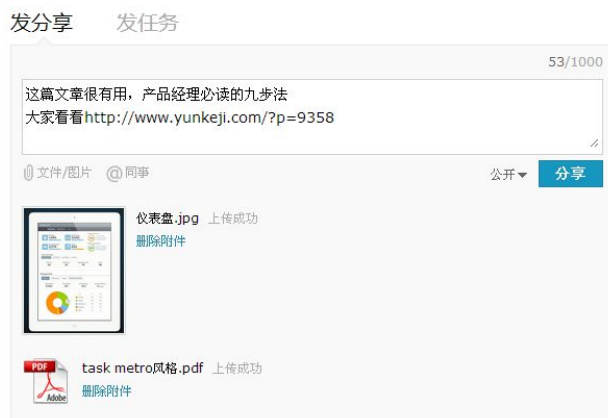 发分享 发任务
53/1000
这篇文章很有用，产品经理必读的九步法
大家看看http://www.yunkeji.com/?p=9358
文件/图片 @同事 公开 分享
仪表盘.jpg 上传成功
删除附件
PDF
task metro风格.pdf 上传成功
Adobe
删除附件